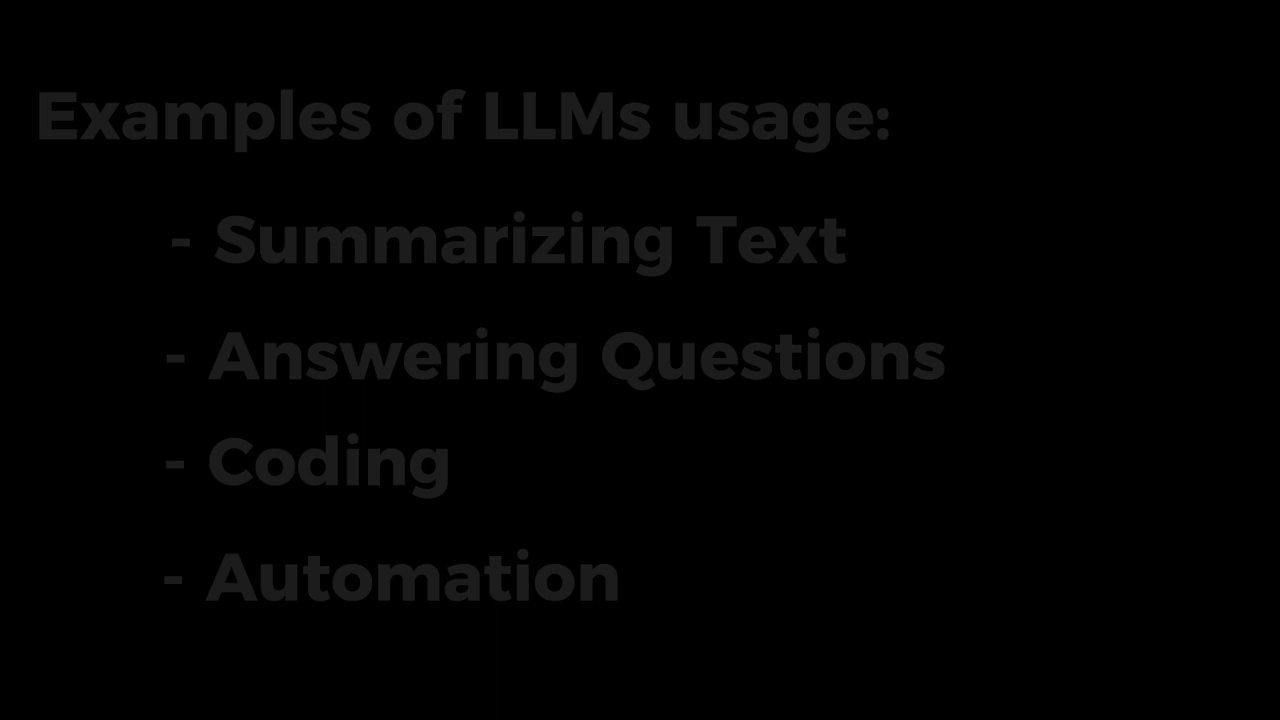 Examples of LLMs usage:
- Summarizing Text
- Answering Questions
- Coding
- Automation